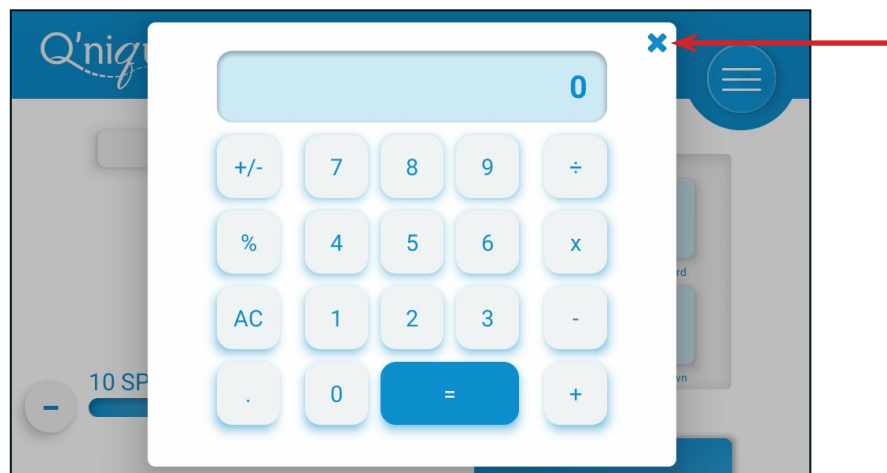 Q'niq
0
+/- 7 8 9 ÷
% 4 5 6 x
AC 1 2 3 -
. 0 = +
rd
10 SP
wn
-